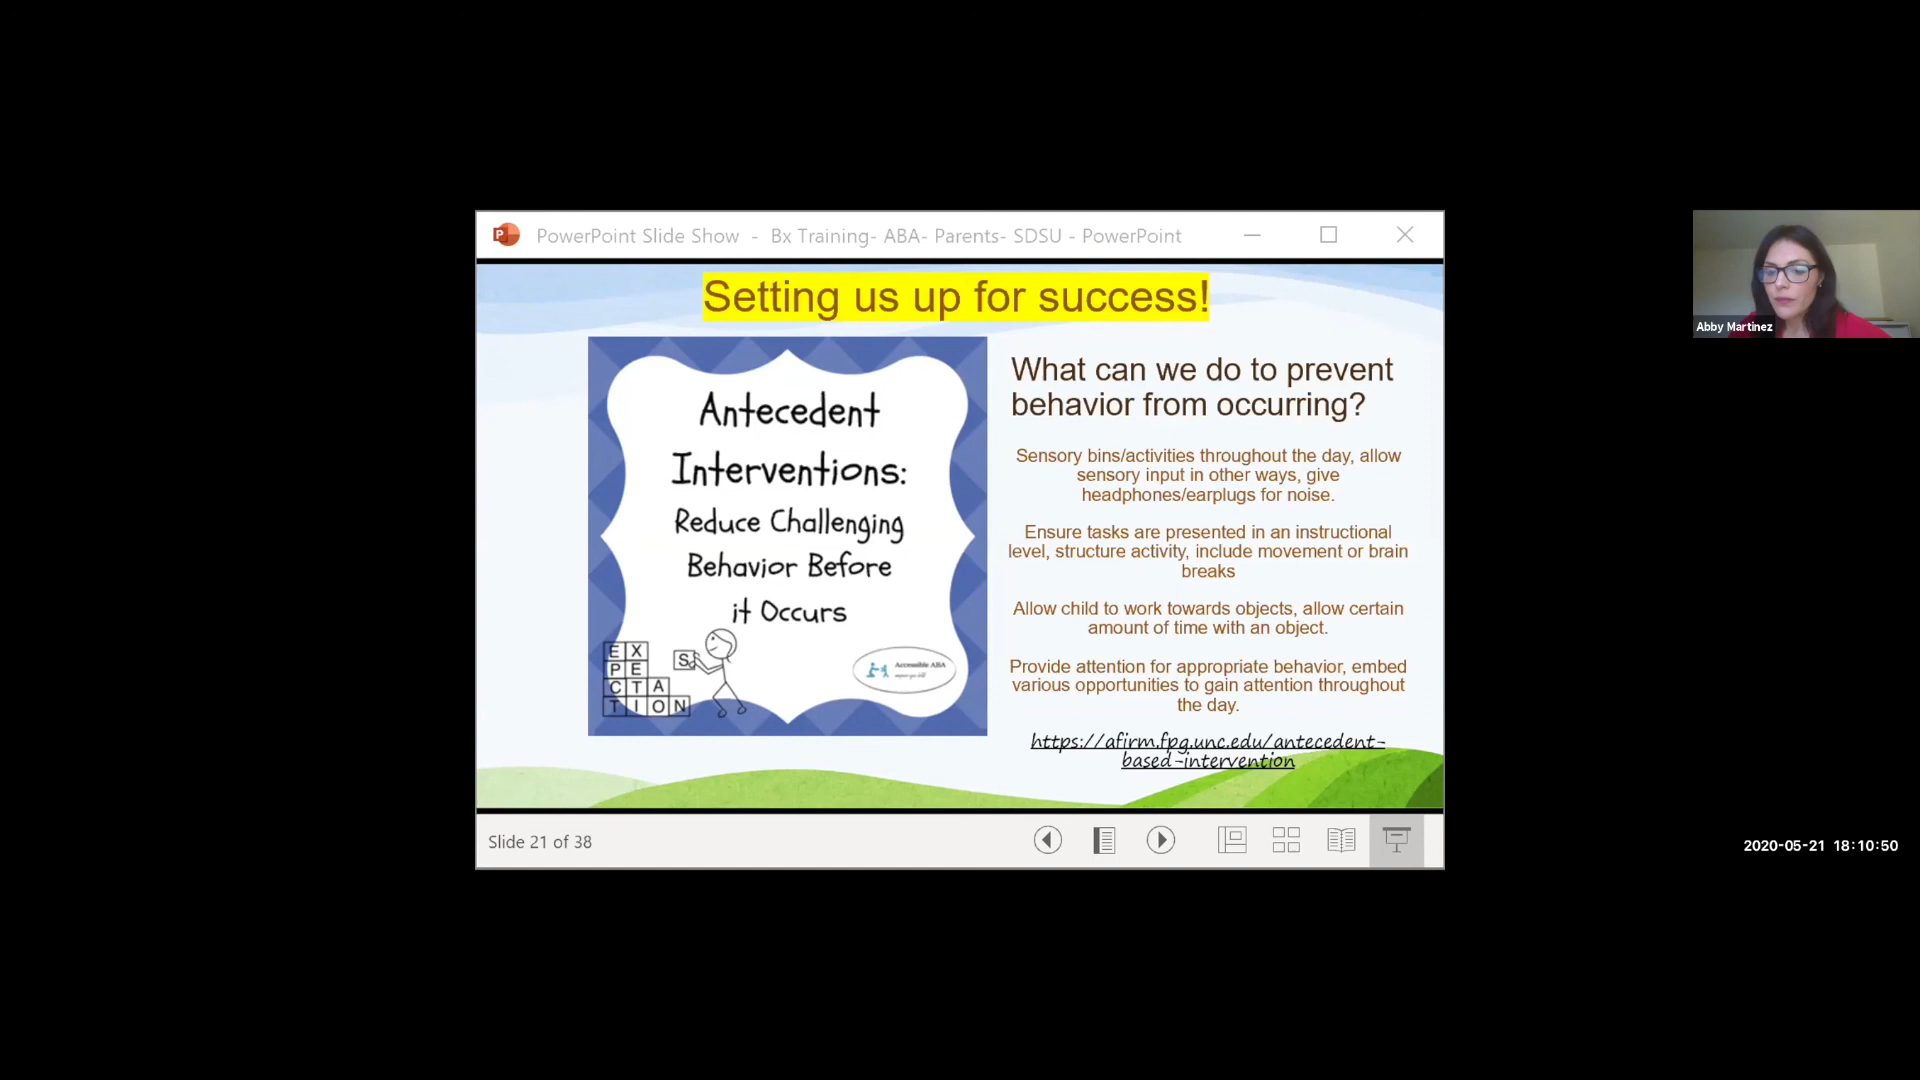 PowerPoint Slide Show - Bx Training- ABA- Parents- SDSU - PowerPoint
Setting us up for success!
Antecedent
Interventions:
Reduce Challenging
Behavior Before
it Occurs
EX
PE
CTA
TION
S
Accessible ABA
What can we do to prevent
behavior from occurring?
Sensory bins/activities throughout the day, allow
sensory input in other ways, give
headphones/earplugs for noise.
Ensure tasks are presented in an instructional
level, structure activity, include movement or brain
breaks
Allow child to work towards objects, allow certain
amount of time with an object.
Provide attention for appropriate behavior, embed
various opportunities to gain attention throughout
the day.
https://afirm.fpg.unc.edu/antecedent-
based-intervention
Slide 21 of 38
Abby Martinez
2020-05-21 18:10:50